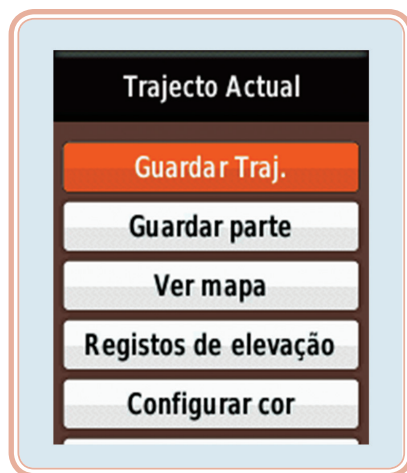 Trajecto Actual
Guardar Traj.
Guardar parte
Ver mapa
Registos de elevação
Configurar cor